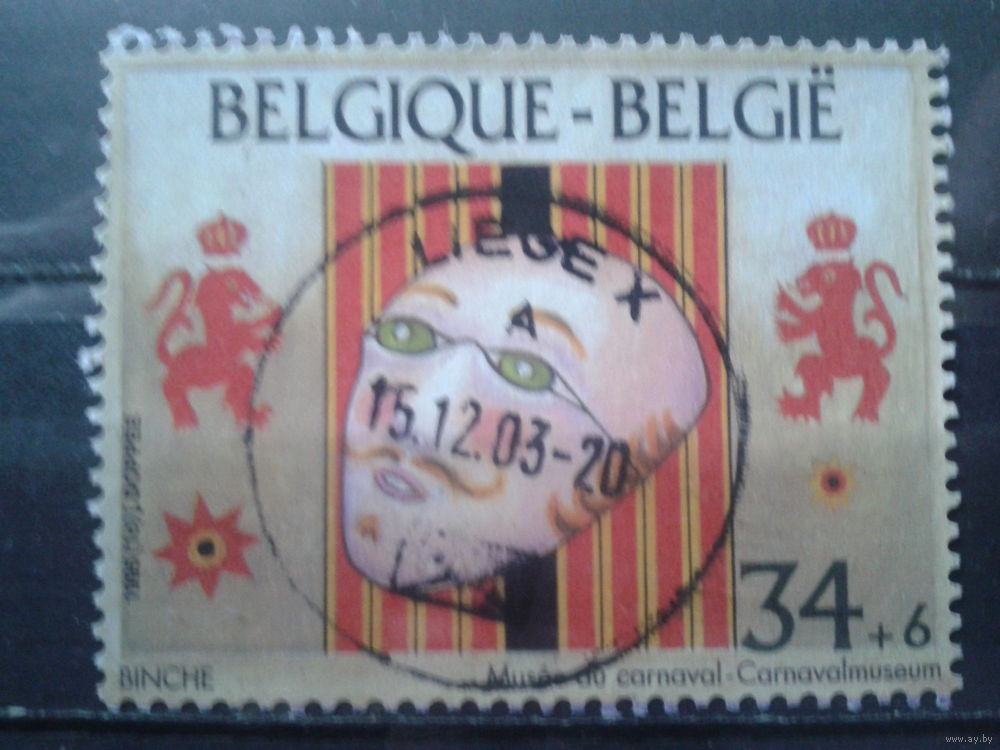 BELGIQUE - BELGIË
LIEGE X
A
15.12.03-20
34 + 6
BINCHE
Musée du carnaval - Carnavalmuseum
www.ay.by